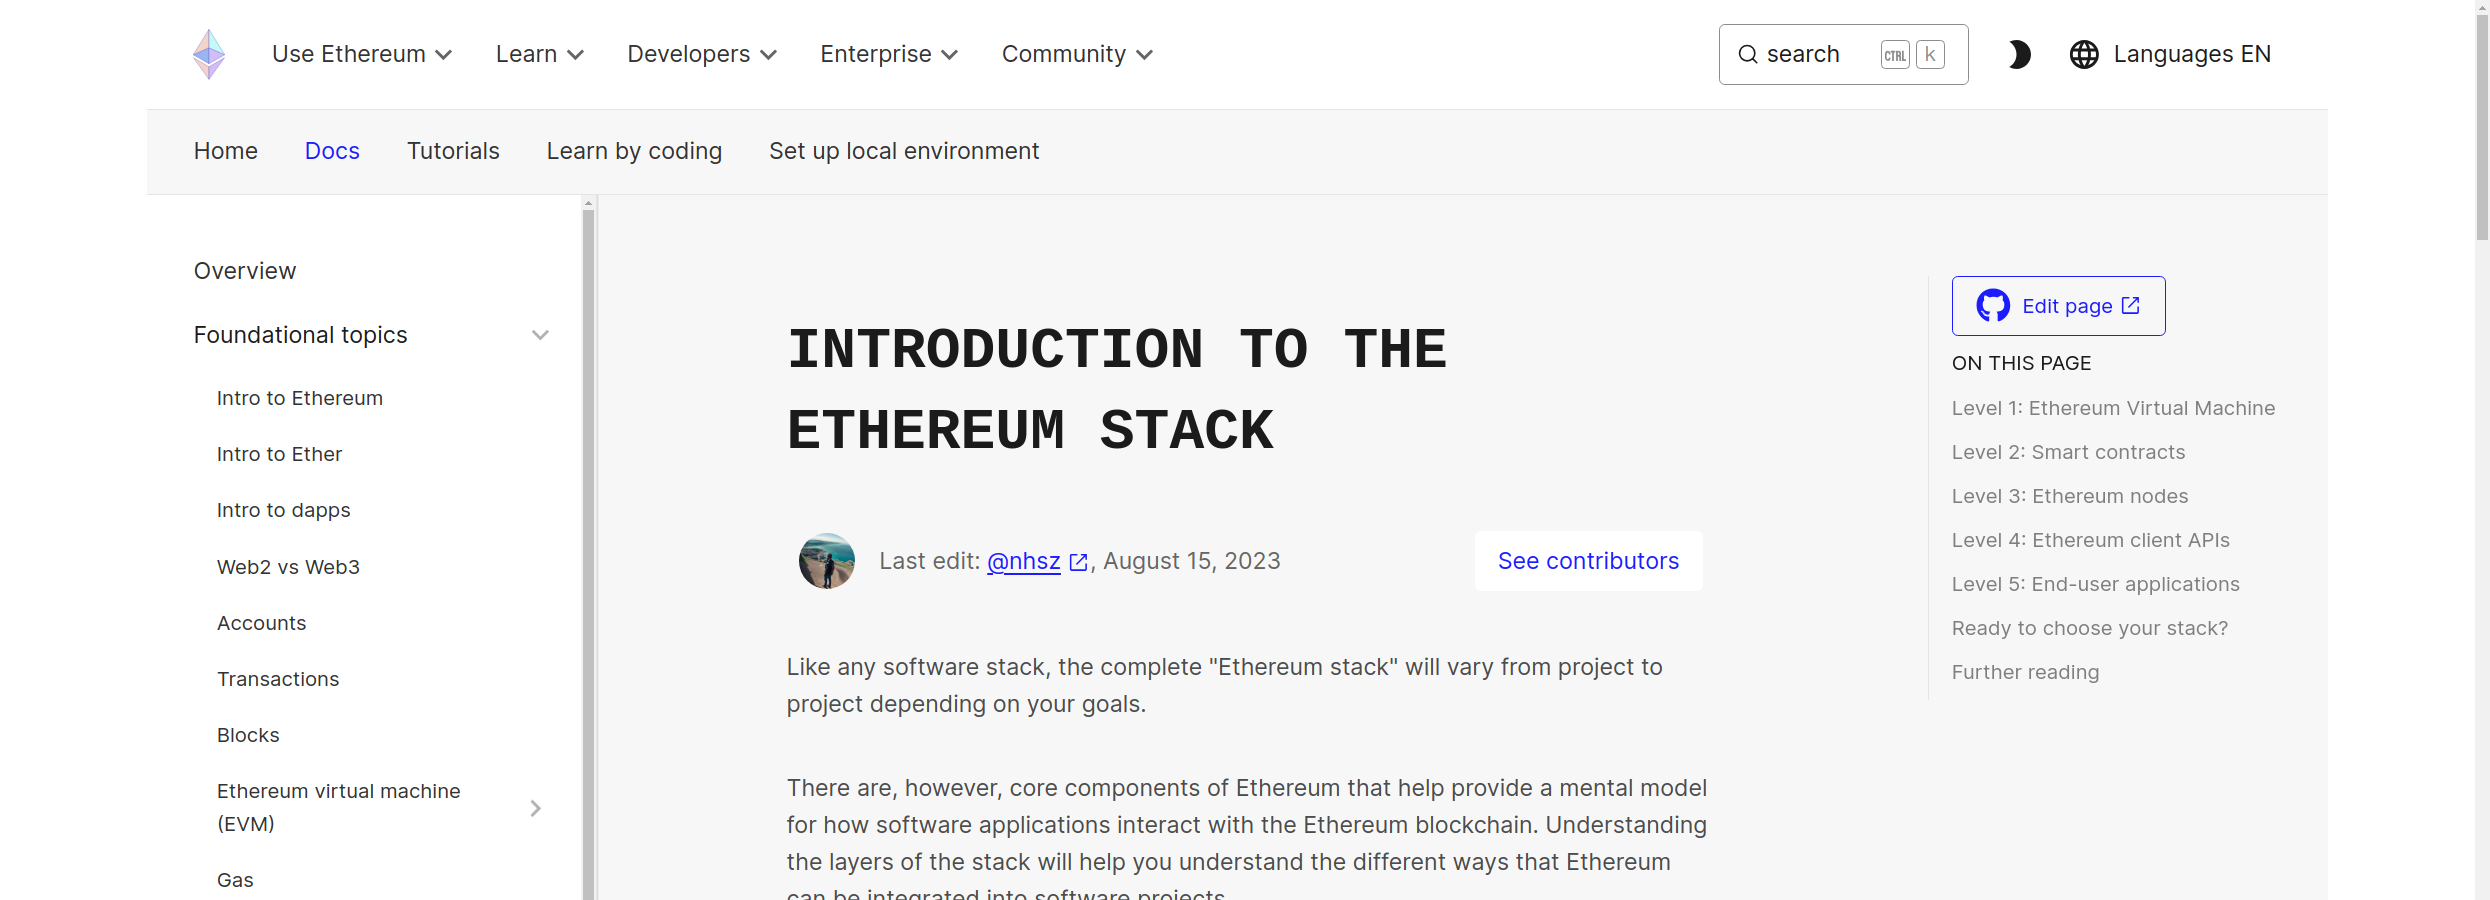 Use Ethereum
Learn
Developers
Enterprise
Community
search
CTRL
k
Languages EN
Home
Docs
Tutorials
Learn by coding
Set up local environment
Overview
Foundational topics
Intro to Ethereum
Intro to Ether
Intro to dapps
Web2 vs Web3
Accounts
Transactions
Blocks
Ethereum virtual machine
(EVM)
Gas
INTRODUCTION TO THE
ETHEREUM STACK
Last edit: @nhsz, August 15, 2023
See contributors
Like any software stack, the complete "Ethereum stack" will vary from project to
project depending on your goals.
There are, however, core components of Ethereum that help provide a mental model
for how software applications interact with the Ethereum blockchain. Understanding
the layers of the stack will help you understand the different ways that Ethereum
can be integrated into software projects.
Edit page
ON THIS PAGE
Level 1: Ethereum Virtual Machine
Level 2: Smart contracts
Level 3: Ethereum nodes
Level 4: Ethereum client APIs
Level 5: End-user applications
Ready to choose your stack?
Further reading